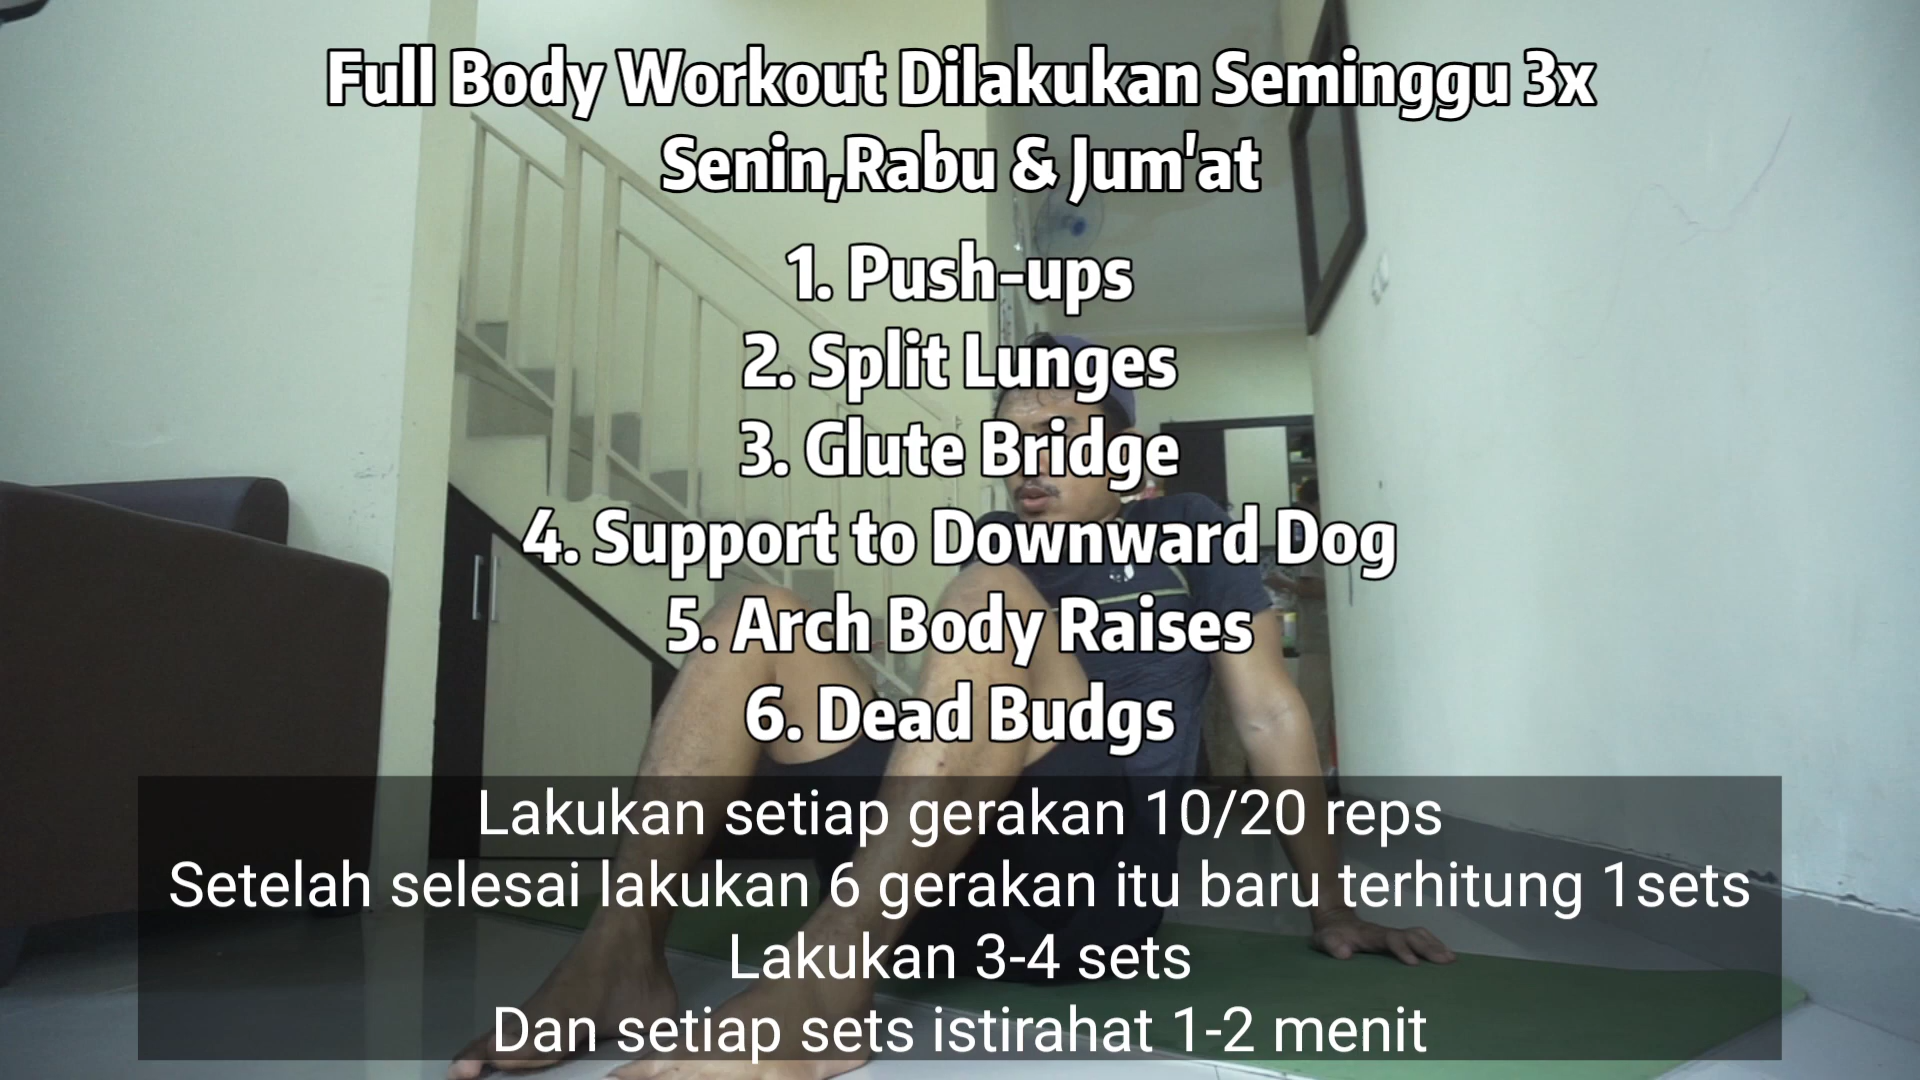 Full Body Workout Dilakukan Seminggu 3x
Senin,Rabu & Jum'at
1. Push-ups
2. Split Lunges
3. Glute Bridge
4. Support to Downward Dog
5. Arch Body Raises
6. Dead Budgs
Lakukan setiap gerakan 10/20 reps
Setelah selesai lakukan 6 gerakan itu baru terhitung 1sets
Lakukan 3-4 sets
Dan setiap sets istirahat 1-2 menit